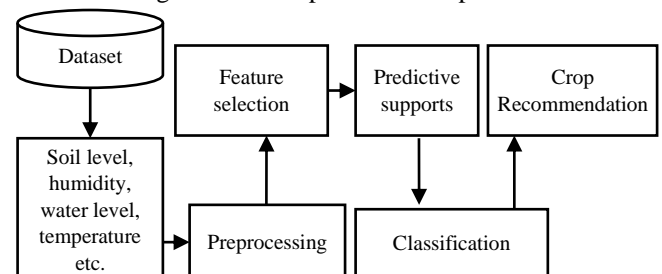 Dataset
Soil level,
humidity,
water level,
temperature
etc.
Preprocessing
Feature
selection
Predictive
supports
Classification
Crop
Recommendation